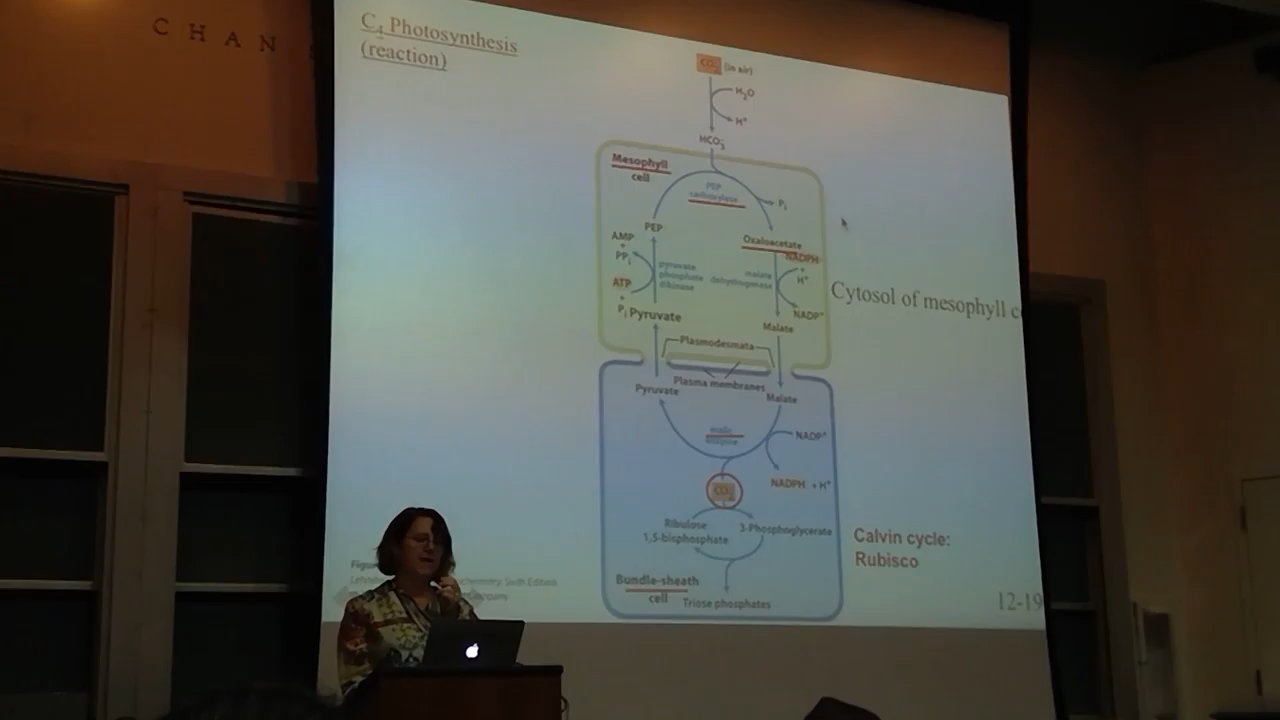 CHAN
C4 Photosynthesis
(reaction)
CO2 (in air)
H2O
H+
HCO3-
Mesophyll
cell
PEP
carboxylase
Pi
PEP
Oxaloacetate
AMP
+
PPi
NADPH
+
H+
pyruvate
phosphate
dikinase
malate
dehydrogenase
ATP
+
Pi
Pyruvate
NADP+
Malate
Cytosol of mesophyll
Plasmodesmata
Plasma membranes
Pyruvate
Malate
malic
enzyme
NADP+
NADPH + H+
CO2
Ribulose
1,5-bisphosphate
3-Phosphoglycerate
Calvin cycle:
Rubisco
Bundle-sheath
cell
Triose phosphates
Sixth Edition
12-19